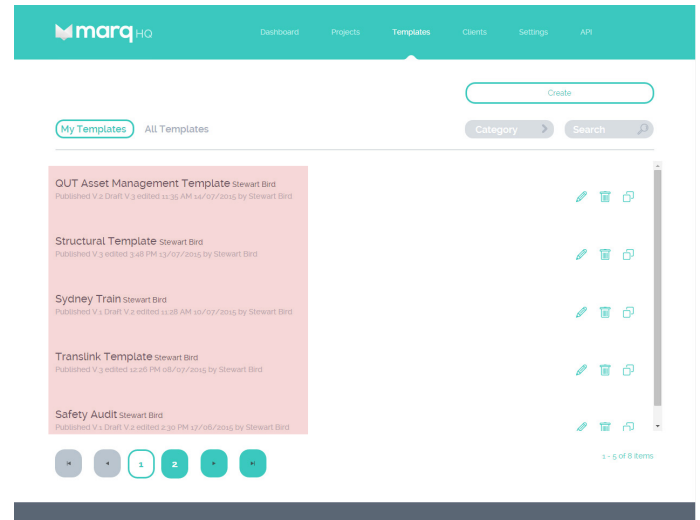 marq HQ
Dashboard Projects Templates Clients Settings API
Create
My Templates All Templates Category Search
QUT Asset Management Template Stewart Bird
Published V.2 Draft V.3 edited 11:35 AM 14/07/2015 by Stewart Bird
Structural Template Stewart Bird
Published V.3 edited 3:48 PM 13/07/2015 by Stewart Bird
Sydney Train Stewart Bird
Published V.1 Draft V.2 edited 11:28 AM 10/07/2015 by Stewart Bird
Translink Template Stewart Bird
Published V.3 edited 12:26 PM 08/07/2015 by Stewart Bird
Safety Audit Stewart Bird
Published V.1 Draft V.2 edited 2:30 PM 17/06/2015 by Stewart Bird
1 2
1 - 5 of 8 items